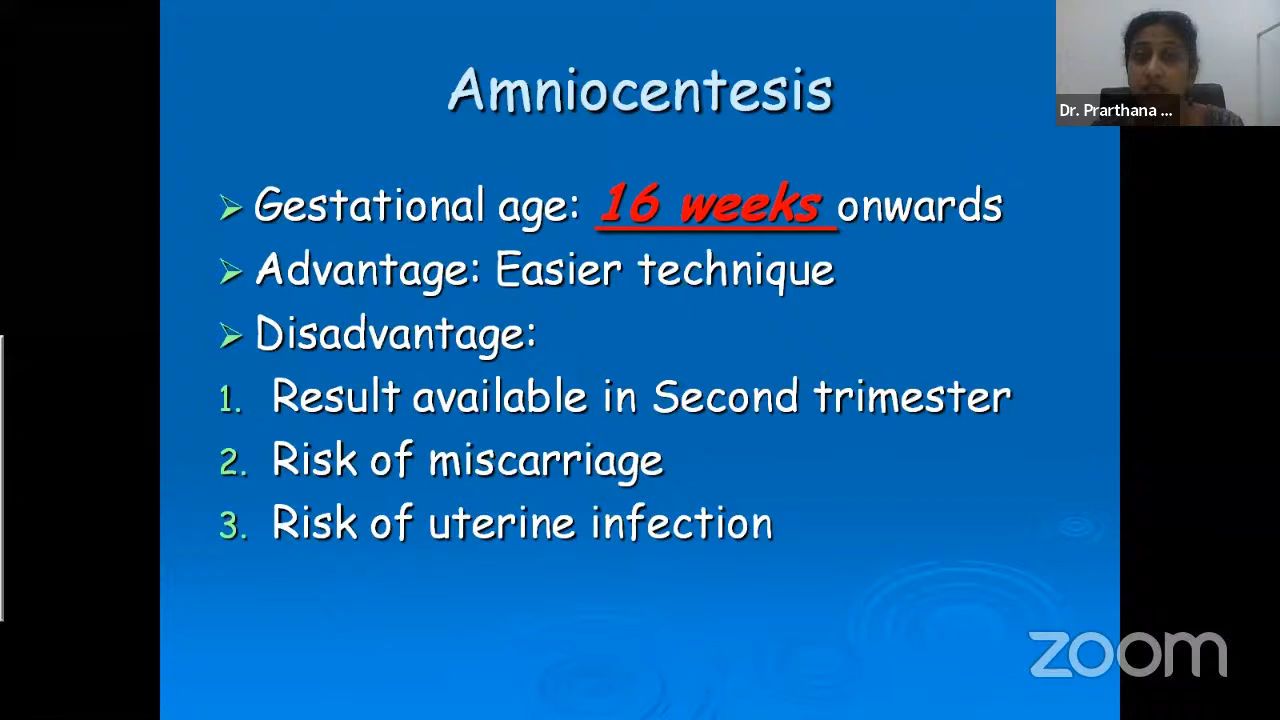 Amniocentesis
Dr. Prarthana ...
➢ Gestational age: 16 weeks onwards
➢ Advantage: Easier technique
➢ Disadvantage:
1. Result available in Second trimester
2. Risk of miscarriage
3. Risk of uterine infection
zoom